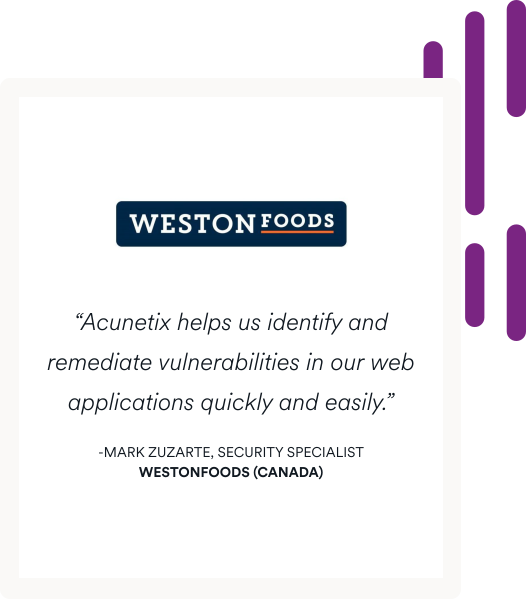 WESTON FOODS
“Acunetix helps us identify and
remediate vulnerabilities in our web
applications quickly and easily.”
-MARK ZUZARTE, SECURITY SPECIALIST
WESTONFOODS (CANADA)